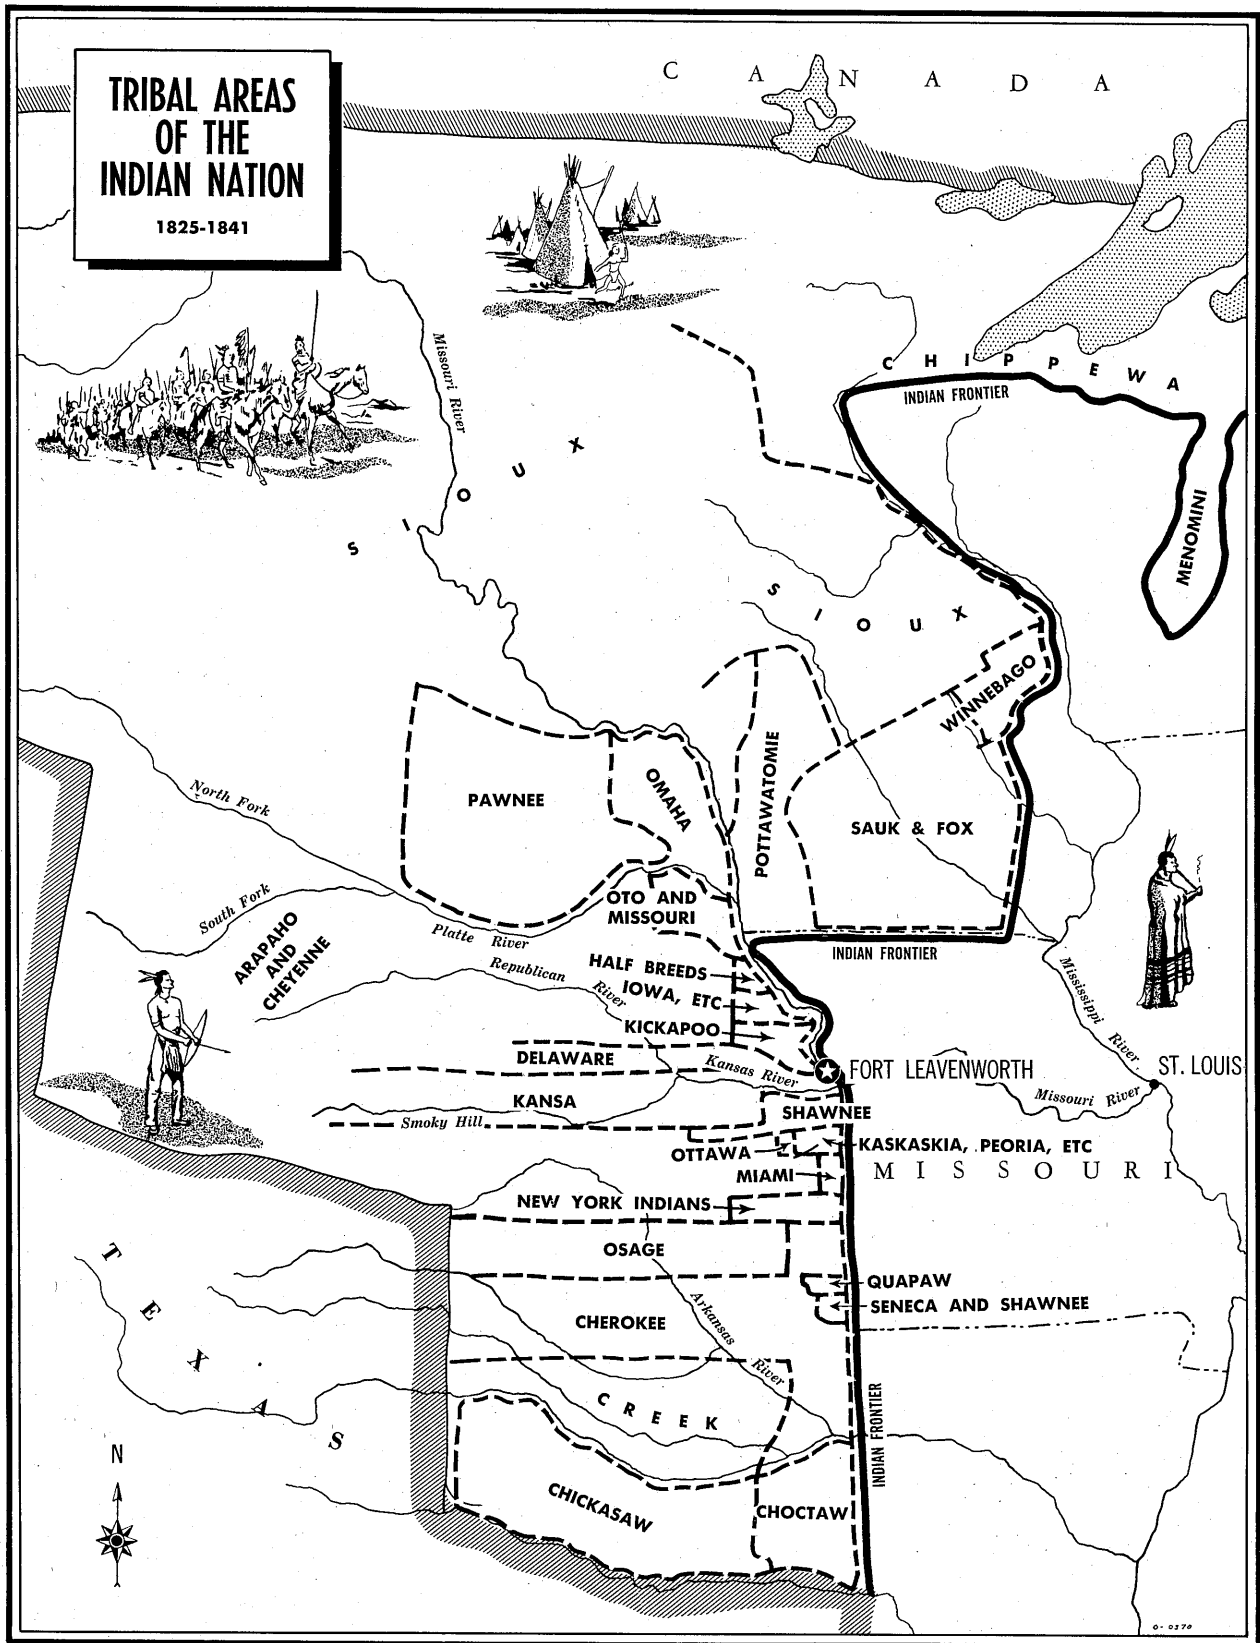 TRIBAL AREAS
OF THE
INDIAN NATION
1825-1841
CANADA
Missouri River
CHIPPEWA
INDIAN FRONTIER
SIOUX
MENOMINI
SIOUX
WINNEBAGO
POTTAWATOMIE
OMAHA
PAWNEE
SAUK & FOX
North Fork
South Fork
OTO AND
MISSOURI
Platte River
ARAPAHO
AND
CHEYENNE
INDIAN FRONTIER
Republican River
HALF BREEDS
IOWA, ETC
KICKAPOO
Mississippi River
DELAWARE
Kansas River
FORT LEAVENWORTH
ST. LOUIS
Missouri River
KANSA
SHAWNEE
Smoky Hill
OTTAWA
KASKASKIA, PEORIA, ETC
MIAMI
MISSOURI
NEW YORK INDIANS
OSAGE
TEXAS
QUAPAW
SENECA AND SHAWNEE
CHEROKEE
Arkansas River
CREEK
INDIAN FRONTIER
N
CHICKASAW
CHOCTAW
0-0370